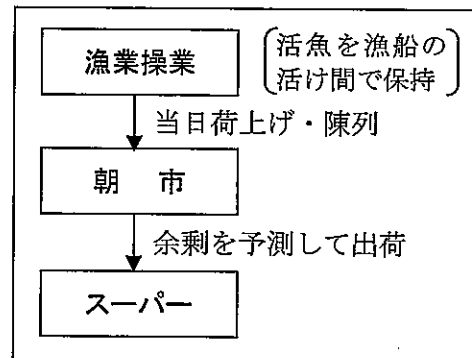 漁業操業
活魚を漁船の
活け間で保持
当日荷上げ・陳列
朝 市
余剰を予測して出荷
スーパー